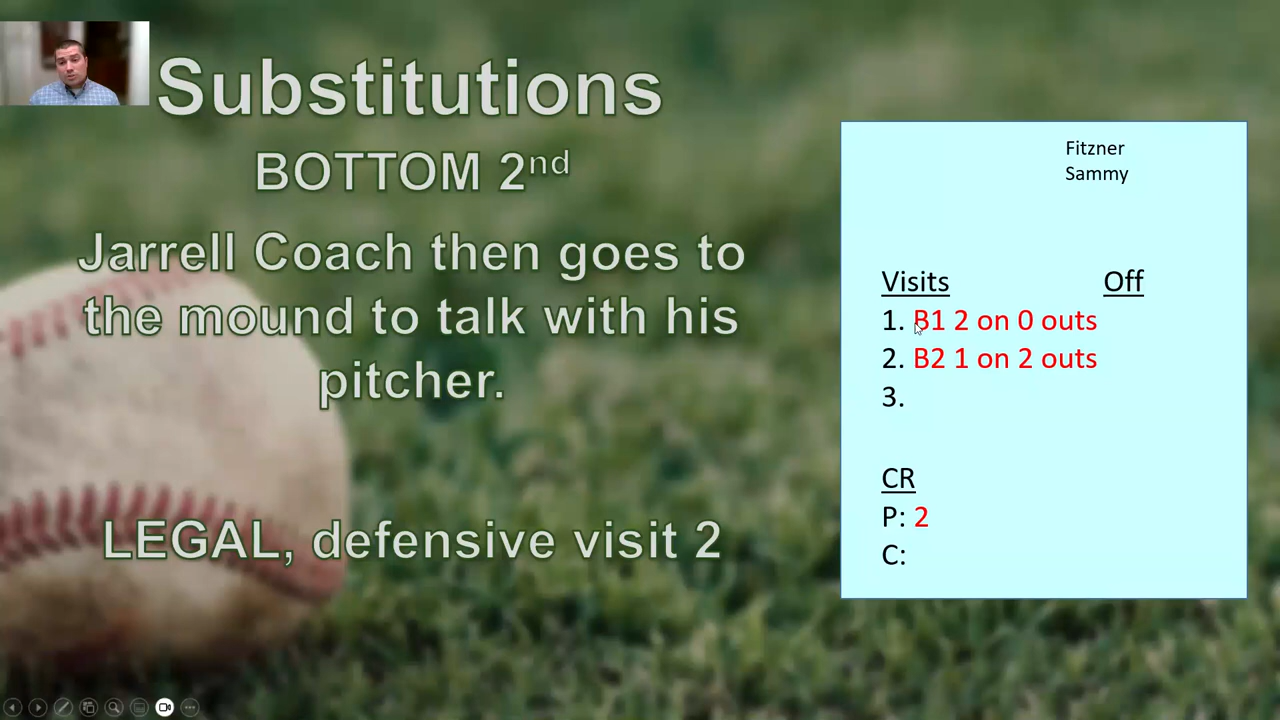 Substitutions
BOTTOM 2nd
Jarrell Coach then goes to
the mound to talk with his
pitcher.
LEGAL, defensive visit 2
Fitzner
Sammy
Visits Off
1. B1 2 on 0 outs
2. B2 1 on 2 outs
3.
CR
P: 2
C: